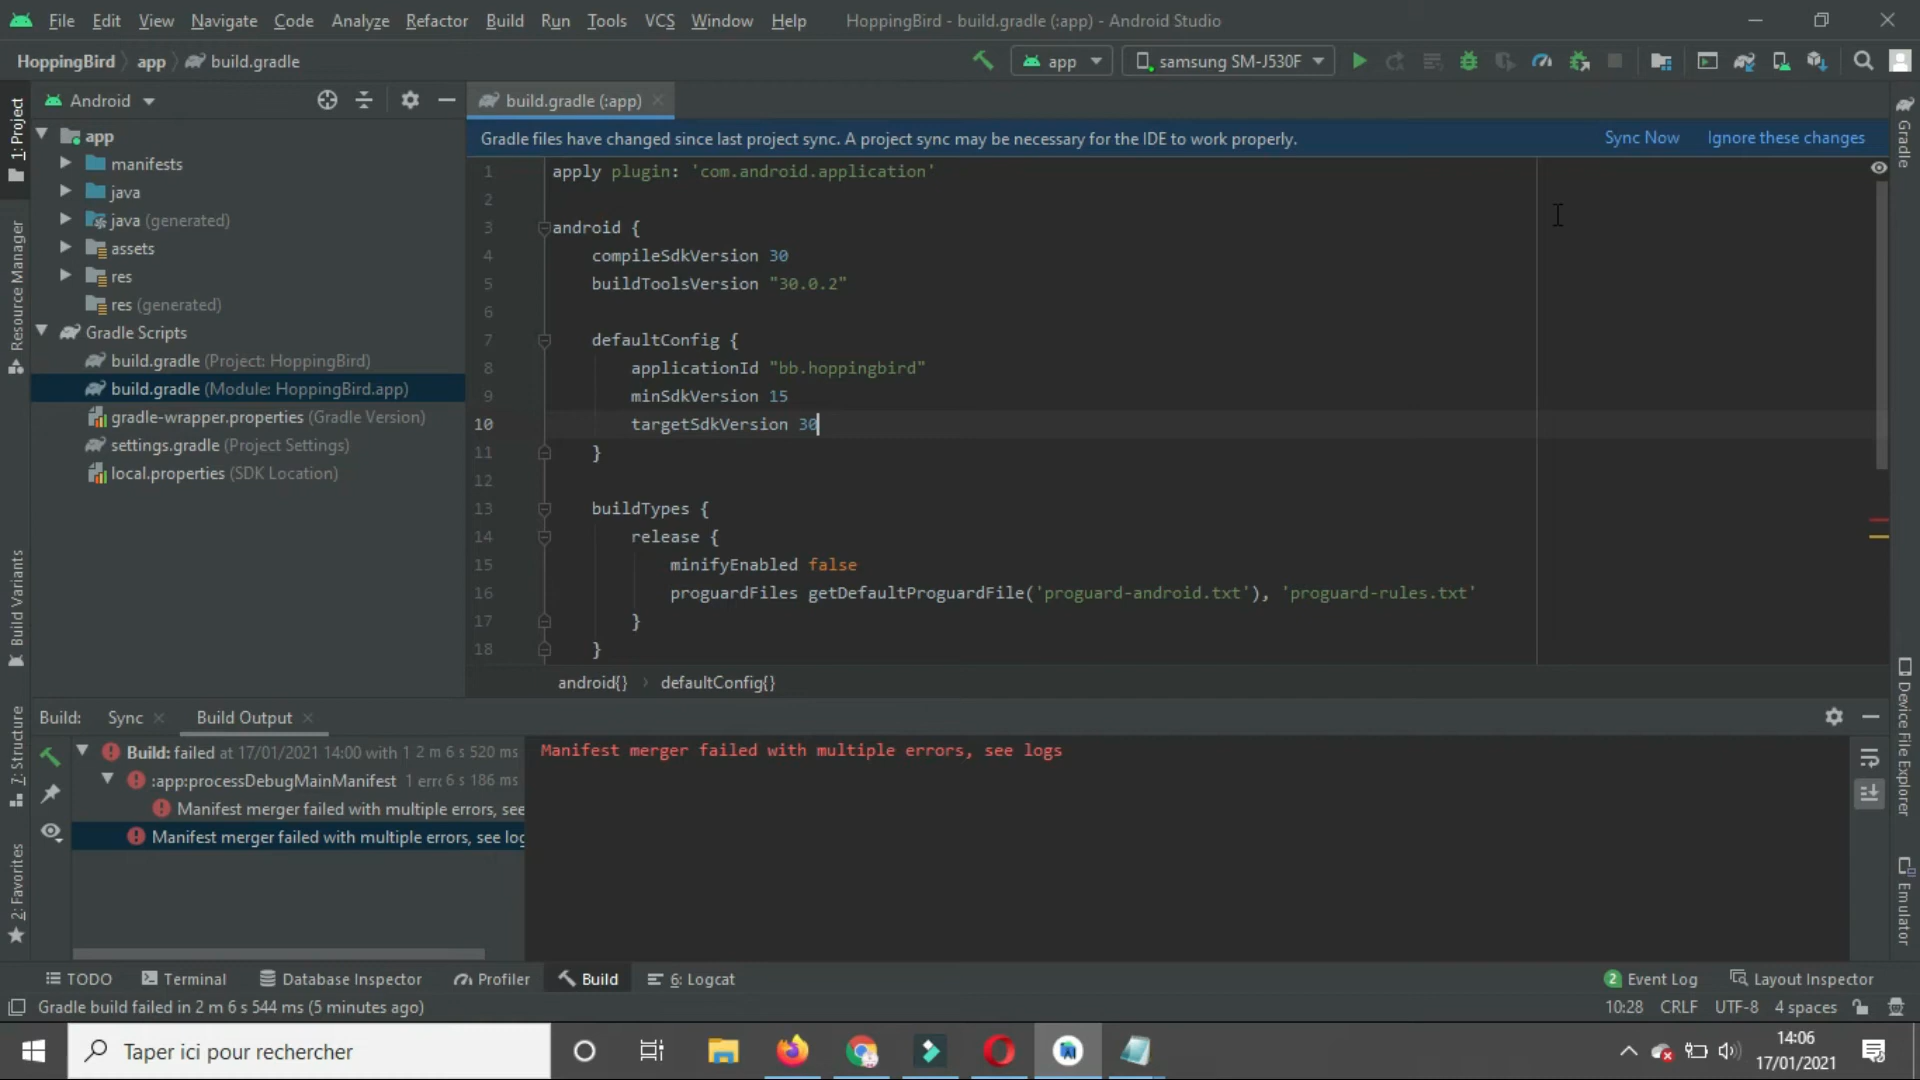 File Edit View Navigate Code Analyze Refactor Build Run Tools VCS Window Help HoppingBird - build.gradle (:app) - Android Studio
HoppingBird app build.gradle app samsung SM-J530F
Android build.gradle (:app)
Gradle files have changed since last project sync. A project sync may be necessary for the IDE to work properly. Sync Now Ignore these changes
1: Project
Resource Manager
Build Variants
7: Structure
2: Favorites
app
manifests
java
java (generated)
assets
res
res (generated)
Gradle Scripts
build.gradle (Project: HoppingBird)
build.gradle (Module: HoppingBird.app)
gradle-wrapper.properties (Gradle Version)
settings.gradle (Project Settings)
local.properties (SDK Location)
1 apply plugin: 'com.android.application'
2
3 android {
4 compileSdkVersion 30
5 buildToolsVersion "30.0.2"
6
7 defaultConfig {
8 applicationId "bb.hoppingbird"
9 minSdkVersion 15
10 targetSdkVersion 30
11 }
12
13 buildTypes {
14 release {
15 minifyEnabled false
16 proguardFiles getDefaultProguardFile('proguard-android.txt'), 'proguard-rules.txt'
17 }
18 }
android{} defaultConfig{}
Gradle
Device File Explorer
Emulator
Build: Sync Build Output
Build: failed at 17/01/2021 14:00 with 1 2 m 6 s 520 ms
:app:processDebugMainManifest 1 errc 6 s 186 ms
Manifest merger failed with multiple errors, see
Manifest merger failed with multiple errors, see log
Manifest merger failed with multiple errors, see logs
TODO Terminal Database Inspector Profiler Build 6: Logcat 2 Event Log Layout Inspector
Gradle build failed in 2 m 6 s 544 ms (5 minutes ago) 10:28 CRLF UTF-8 4 spaces
Taper ici pour rechercher
14:06
17/01/2021